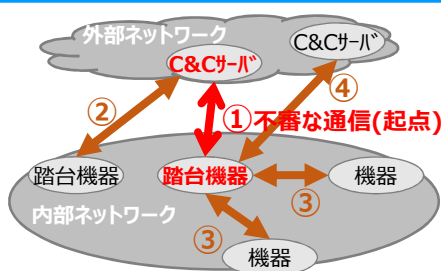 外部ネットワーク
C&Cサーバ
C&Cサーバ
②
④
①不審な通信(起点)
踏台機器
踏台機器
③
機器
内部ネットワーク
③
機器